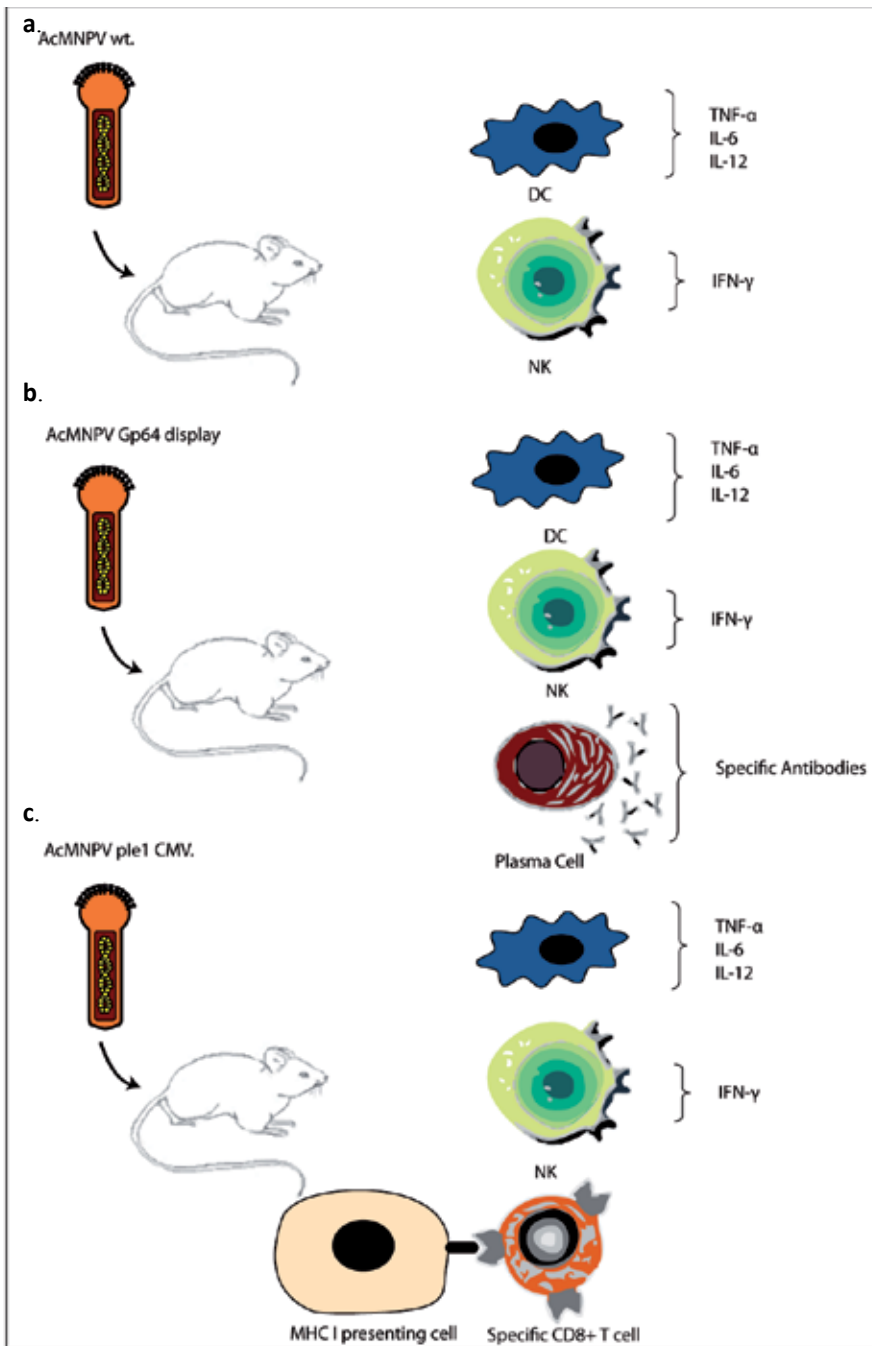 a.
AcMNPV wt.
TNF-α
IL-6
IL-12
DC
IFN-γ
NK
b.
AcMNPV Gp64 display
TNF-α
IL-6
IL-12
DC
IFN-γ
NK
Specific Antibodies
Plasma Cell
c.
AcMNPV ple1 CMV.
TNF-α
IL-6
IL-12
IFN-γ
NK
MHC I presenting cell
Specific CD8+ T cell